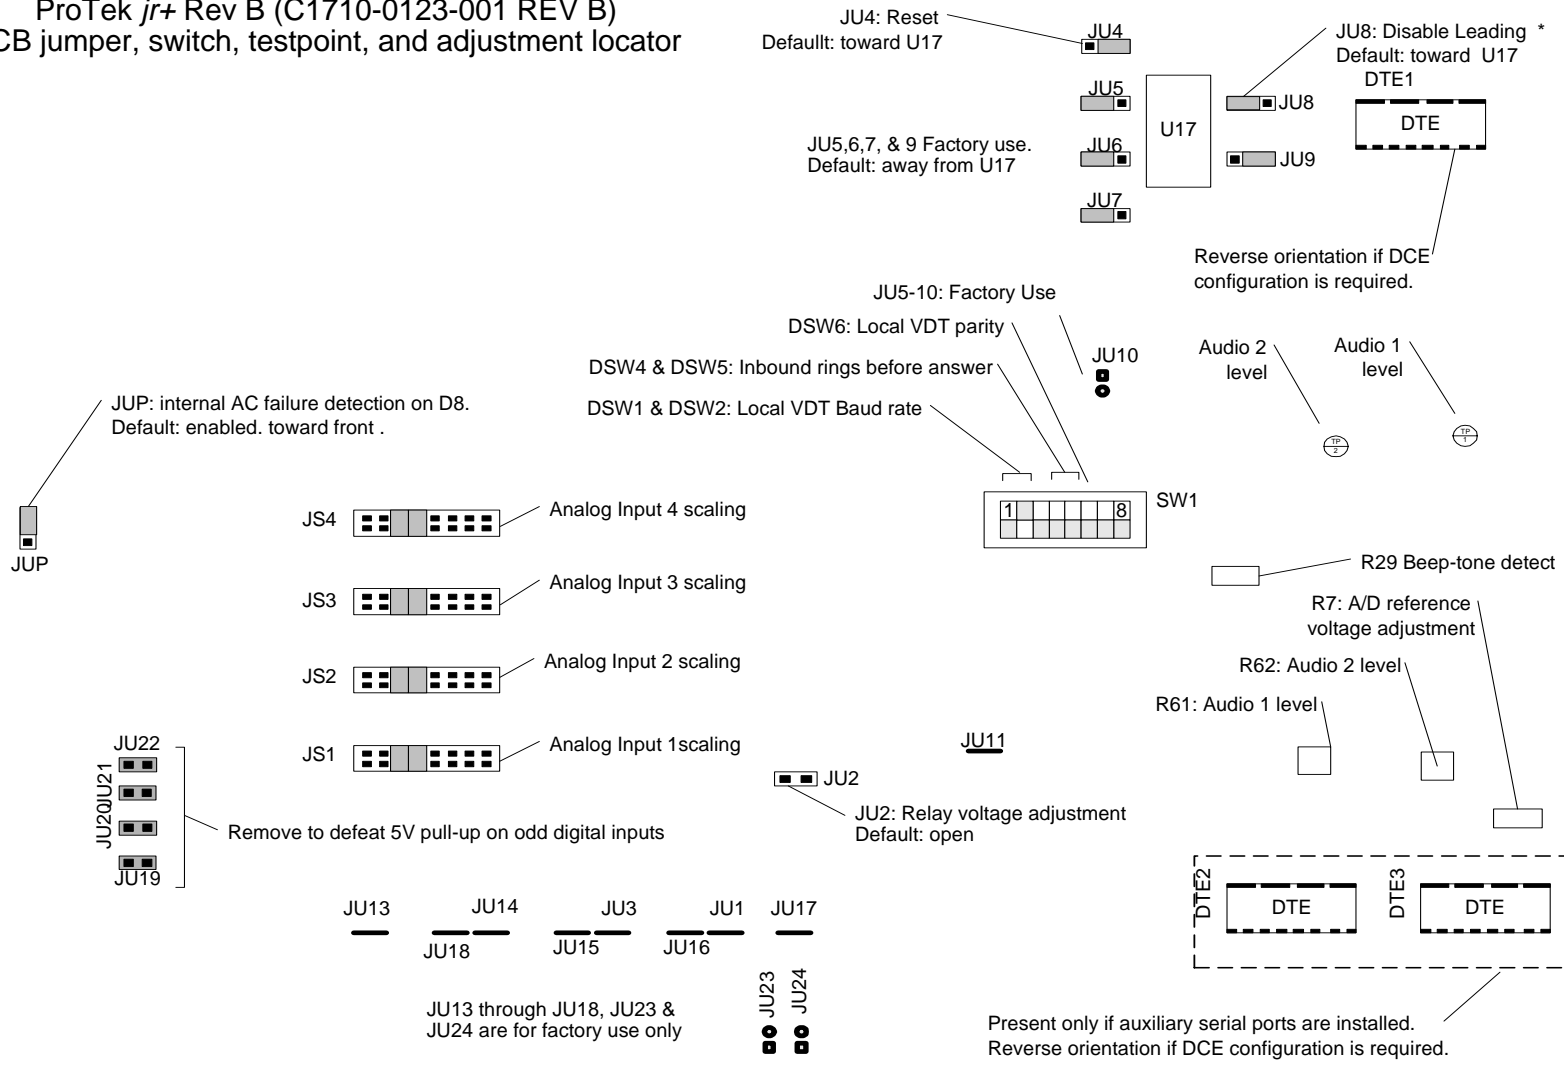 ProTek jr+ Rev B (C1710-0123-001 REV B)
CB jumper, switch, testpoint, and adjustment locator
JU4: Reset
Defaullt: toward U17
JU4
JU8: Disable Leading *
Default: toward U17
DTE1
JU5
JU8
U17
DTE
JU5,6,7, & 9 Factory use.
Default: away from U17
JU6
JU9
JU7
Reverse orientation if DCE
configuration is required.
JU5-10: Factory Use
DSW6: Local VDT parity
JU10
DSW4 & DSW5: Inbound rings before answer
DSW1 & DSW2: Local VDT Baud rate
Audio 2
level
Audio 1
level
TP
2
TP
1
JUP: internal AC failure detection on D8.
Default: enabled. toward front .
JUP
SW1
1
8
JS4
Analog Input 4 scaling
JS3
Analog Input 3 scaling
JS2
Analog Input 2 scaling
JS1
Analog Input 1scaling
R29 Beep-tone detect
R7: A/D reference
voltage adjustment
R62: Audio 2 level
R61: Audio 1 level
JU11
JU2
JU2: Relay voltage adjustment
Default: open
JU22
JU21
JU20
JU19
Remove to defeat 5V pull-up on odd digital inputs
JU13
JU14
JU3
JU1
JU17
JU18
JU15
JU16
JU23
JU24
JU13 through JU18, JU23 &
JU24 are for factory use only
DTE2
DTE
DTE3
DTE
Present only if auxiliary serial ports are installed.
Reverse orientation if DCE configuration is required.